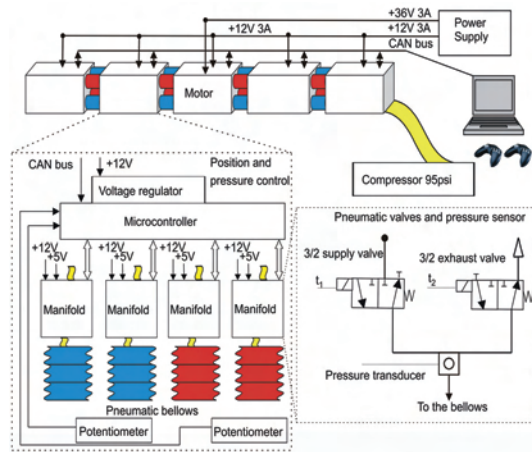 +36V 3A
+12V 3A
+12V 3A
CAN bus
Power
Supply
Motor
Compressor 95psi
CAN bus
+12V
Position and
pressure control
Voltage regulator
Microcontroller
+12V
+5V
+12V
+5V
+12V
+5V
+12V
+5V
Manifold
Manifold
Manifold
Manifold
Pneumatic bellows
Potentiometer
Potentiometer
Pneumatic valves and pressure sensor
3/2 supply valve
3/2 exhaust valve
t1
t2
Pressure transducer
To the bellows